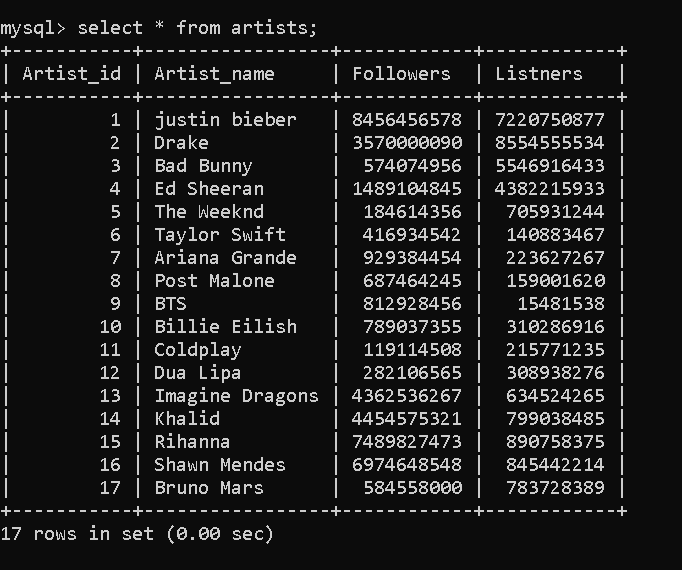 mysql> select * from artists;
+-----------+----------------+------------+------------+
| Artist_id | Artist_name    | Followers  | Listners   |
+-----------+----------------+------------+------------+
|         1 | justin bieber  | 8456456578 | 7220750877 |
|         2 | Drake          | 3570000090 | 8554555534 |
|         3 | Bad Bunny      |  574074956 | 5546916433 |
|         4 | Ed Sheeran     | 1489104845 | 4382215933 |
|         5 | The Weeknd     |  184614356 |  705931244 |
|         6 | Taylor Swift   |  416934542 |  140883467 |
|         7 | Ariana Grande  |  929384454 |  223627267 |
|         8 | Post Malone    |  687464245 |  159001620 |
|         9 | BTS            |  812928456 |   15481538 |
|        10 | Billie Eilish  |  789037355 |  310286916 |
|        11 | Coldplay       |  119114508 |  215771235 |
|        12 | Dua Lipa       |  282106565 |  308938276 |
|        13 | Imagine Dragons | 4362536267 |  634524265 |
|        14 | Khalid         | 4454575321 |  799038485 |
|        15 | Rihanna        | 7489827473 |  890758375 |
|        16 | Shawn Mendes   | 6974648548 |  845442214 |
|        17 | Bruno Mars     |  584558000 |  783728389 |
+-----------+----------------+------------+------------+
17 rows in set (0.00 sec)